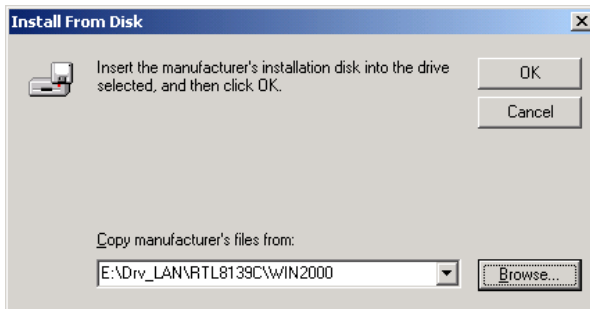 Install From Disk
Insert the manufacturer's installation disk into the drive
selected, and then click OK.
OK
Cancel
Copy manufacturer's files from:
E:\Drv_LAN\RTL8139C\WIN2000
Browse...